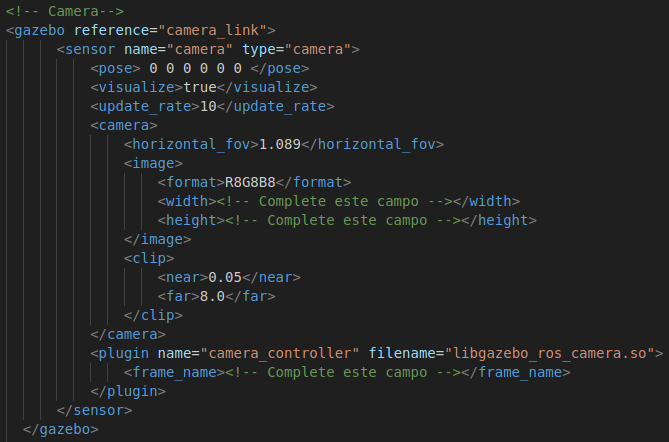 <!-- Camera-->
<gazebo reference="camera_link">
<sensor name="camera" type="camera">
<pose> 0 0 0 0 0 0 </pose>
<visualize>true</visualize>
<update_rate>10</update_rate>
<camera>
<horizontal_fov>1.089</horizontal_fov>
<image>
<format>R8G8B8</format>
<width><!-- Complete este campo --></width>
<height><!-- Complete este campo --></height>
</image>
<clip>
<near>0.05</near>
<far>8.0</far>
</clip>
</camera>
<plugin name="camera_controller" filename="libgazebo_ros_camera.so">
<frame_name><!-- Complete este campo --></frame_name>
</plugin>
</sensor>
</gazebo>